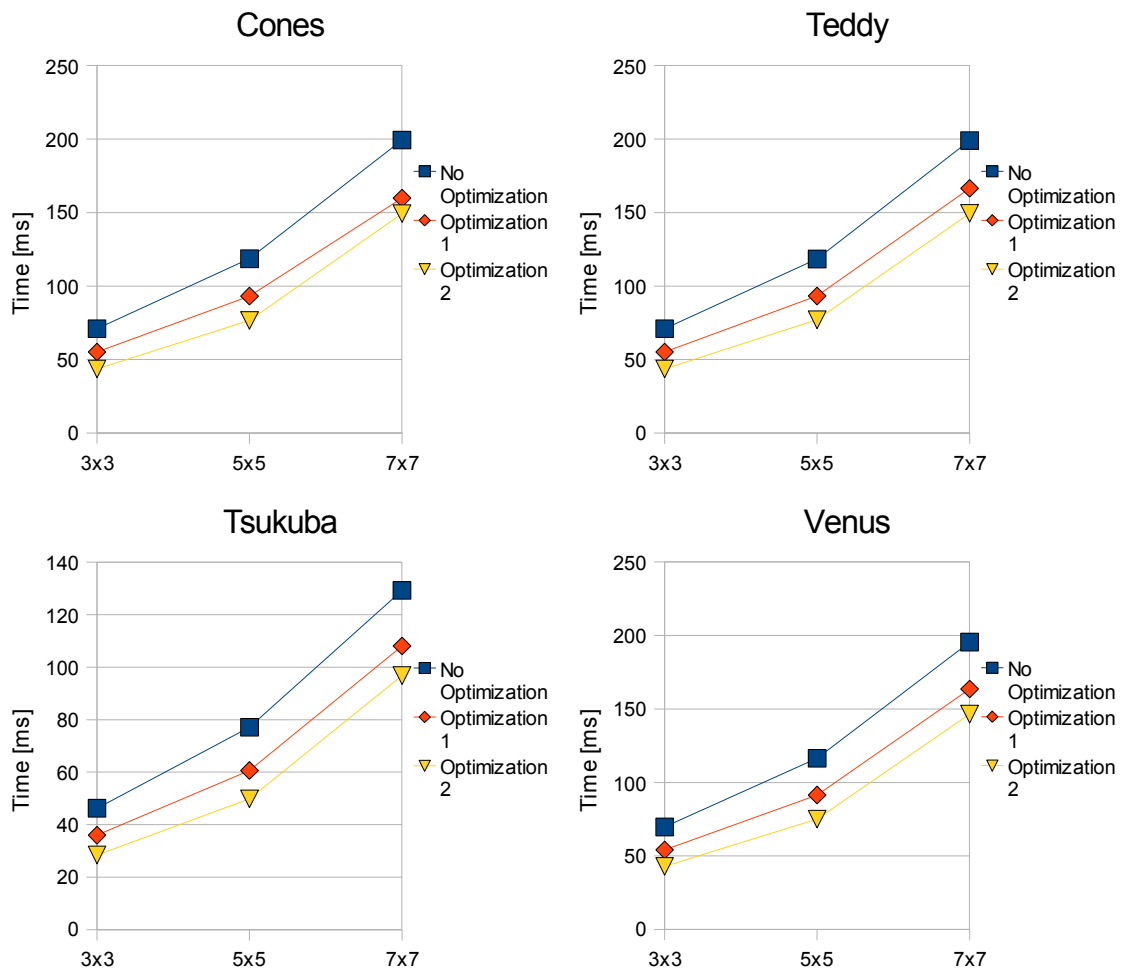 Cones
250
200
150
100
50
0
Time [ms]
3x3 5x5 7x7
No
Optimization
Optimization
1
Optimization
2
Teddy
250
200
150
100
50
0
Time [ms]
3x3 5x5 7x7
No
Optimization
Optimization
1
Optimization
2
Tsukuba
140
120
100
80
60
40
20
0
Time [ms]
3x3 5x5 7x7
No
Optimization
Optimization
1
Optimization
2
Venus
250
200
150
100
50
0
Time [ms]
3x3 5x5 7x7
No
Optimization
Optimization
1
Optimization
2